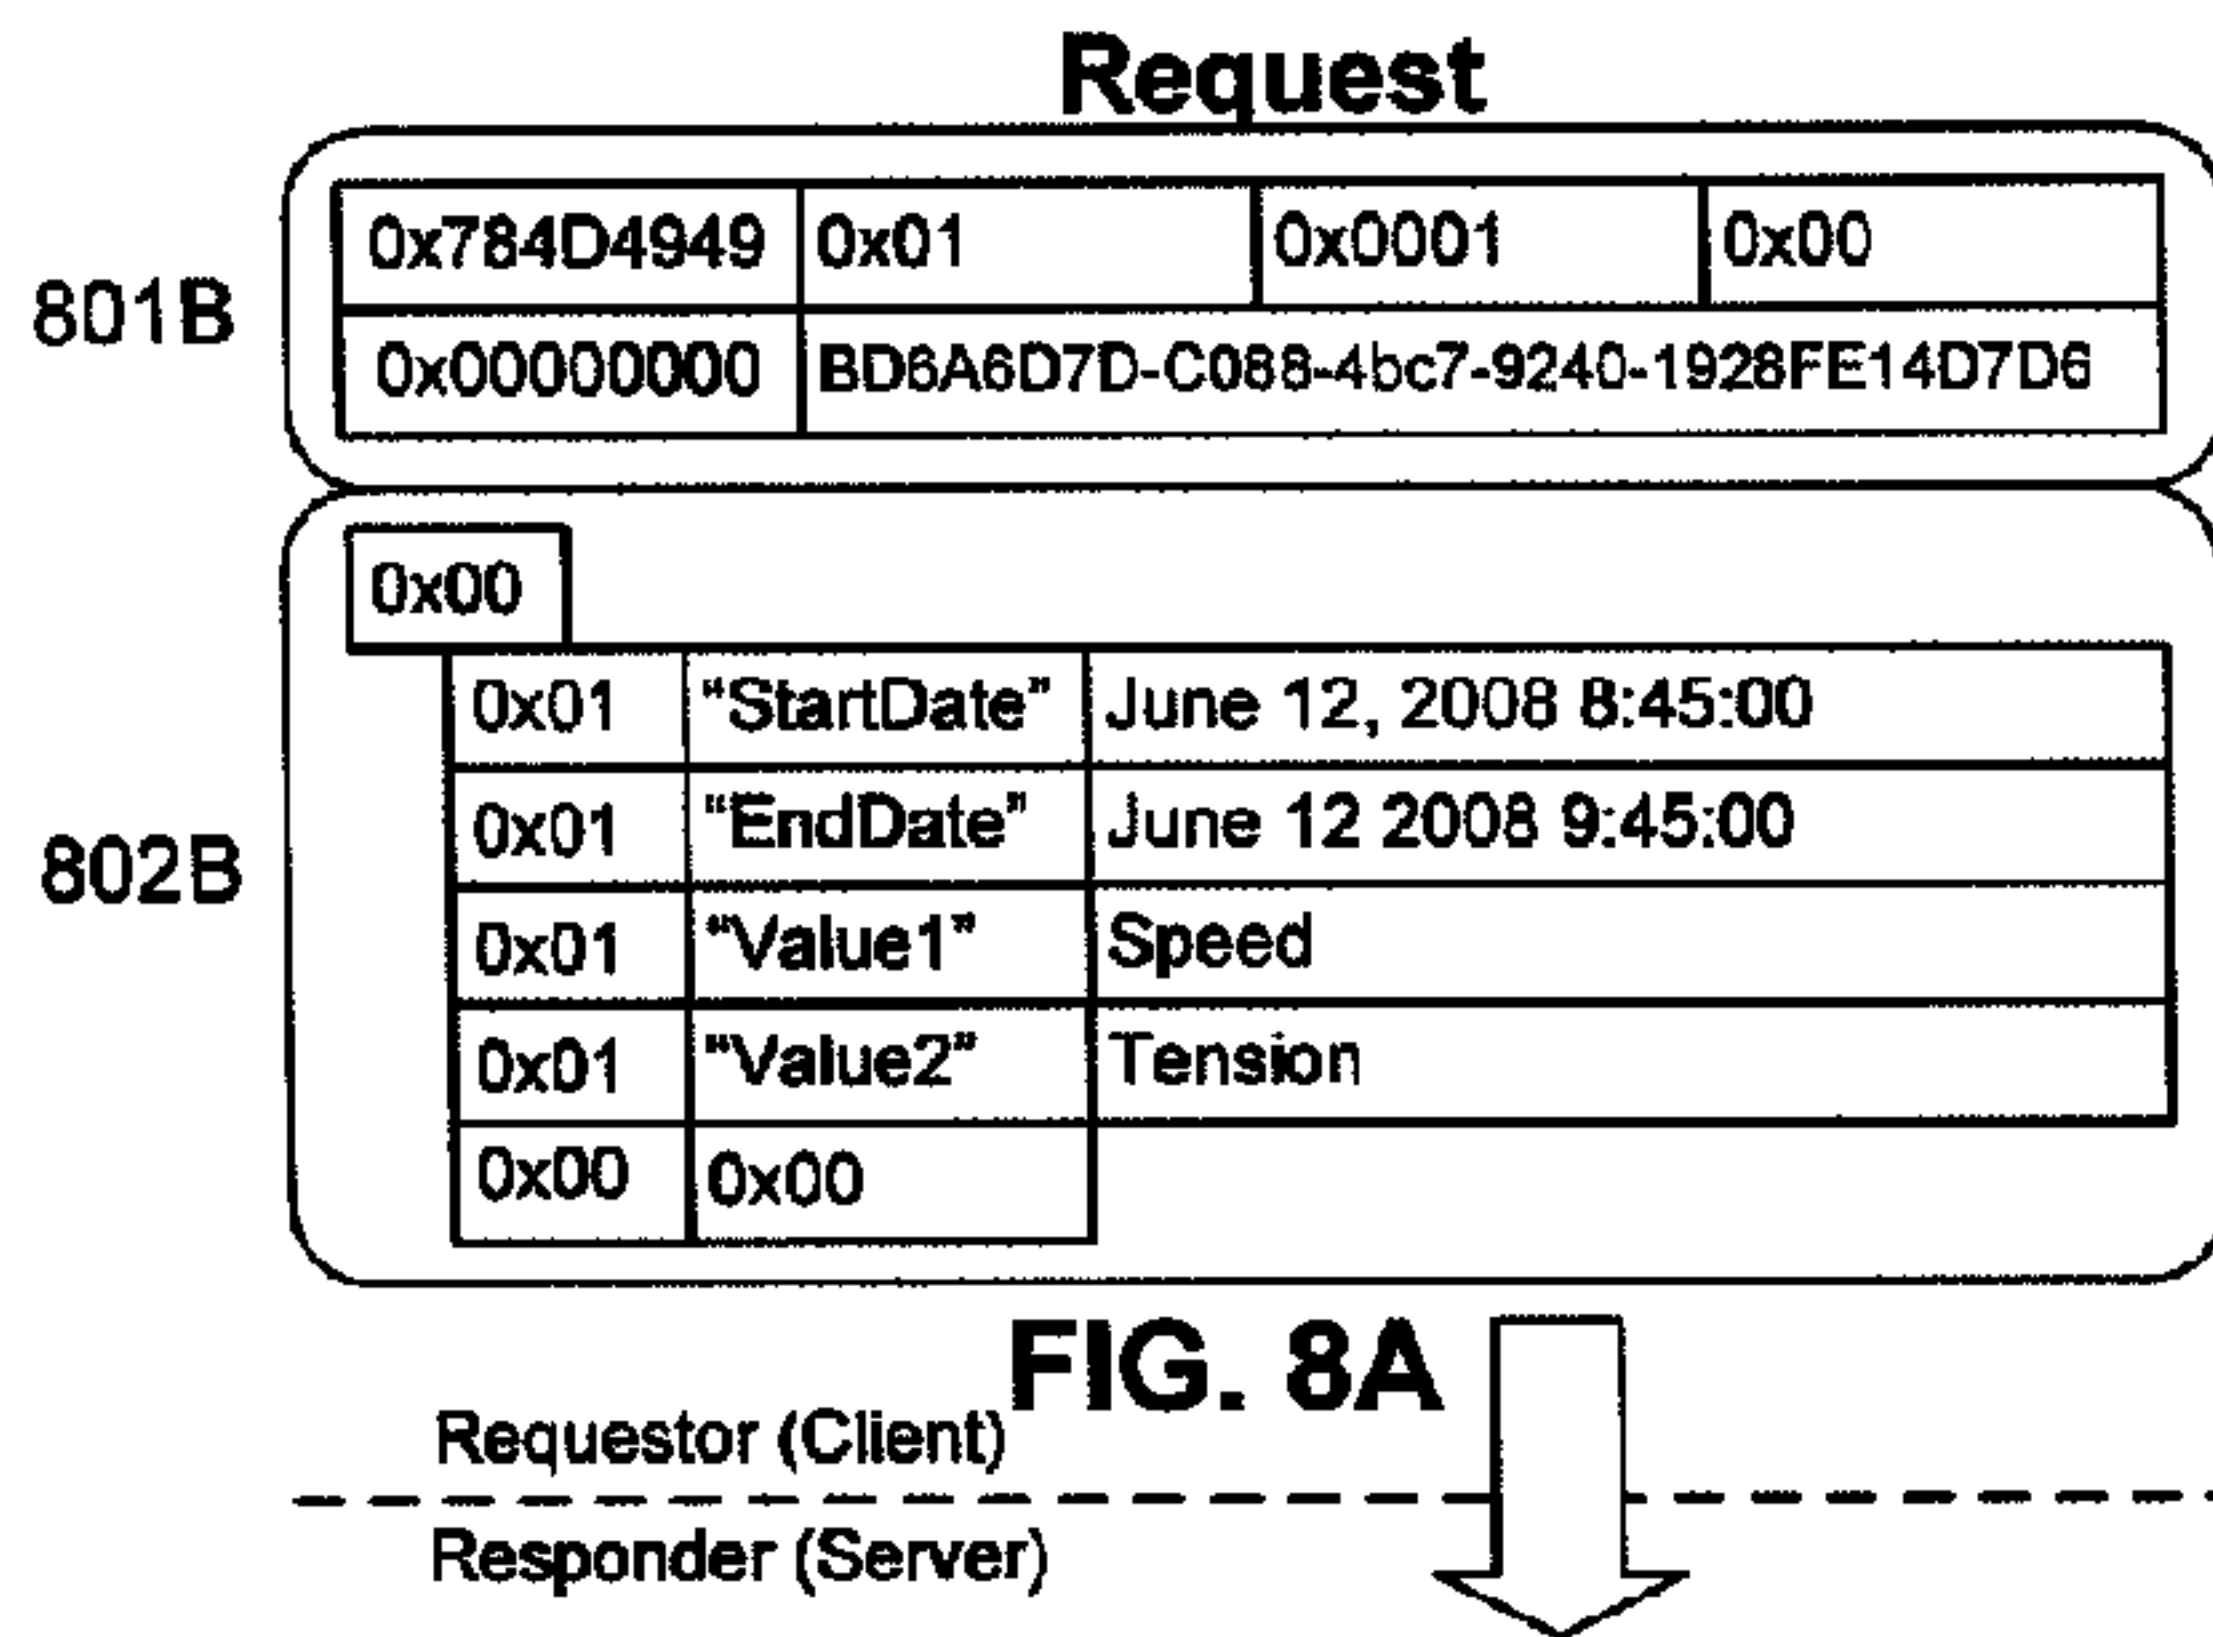 Request
801B
0x784D4949 0x01 0x0001 0x00
0x00000000 BD6A6D7D-C088-4bc7-9240-1928FE14D7D6
802B
0x00
0x01 “StartDate” June 12, 2008 8:45:00
0x01 “EndDate” June 12 2008 9:45:00
0x01 “Value1” Speed
0x01 “Value2” Tension
0x00 0x00
FIG. 8A
Requestor (Client)
Responder (Server)